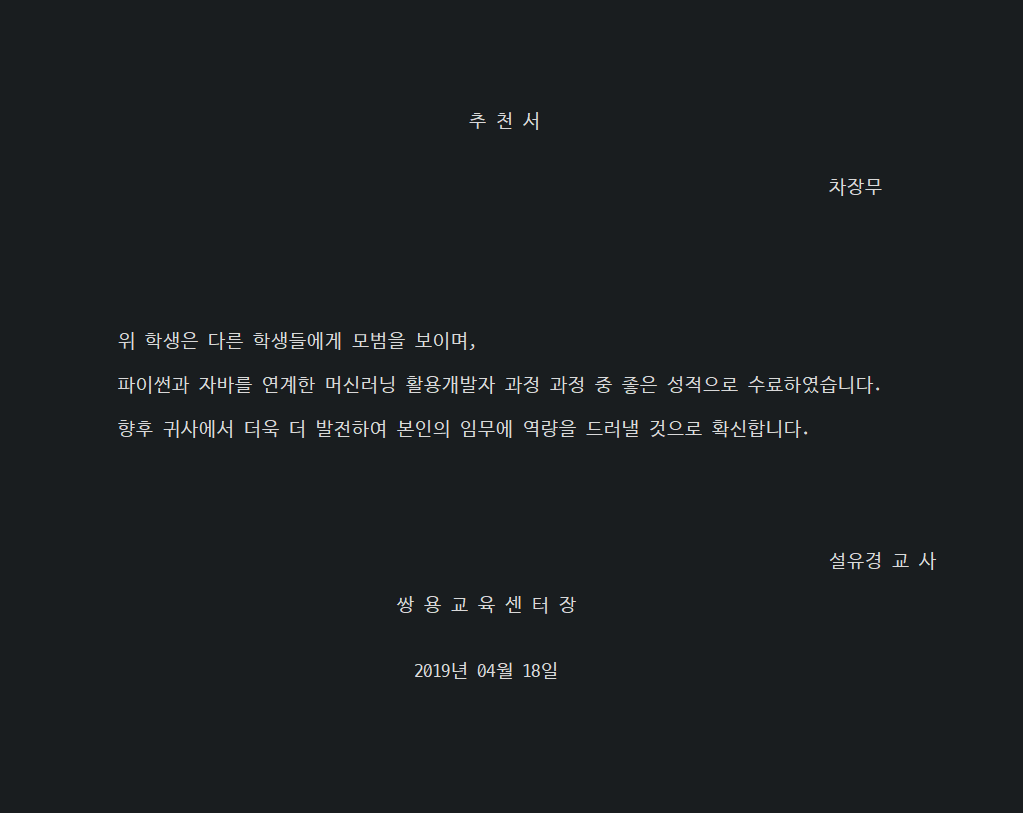 추 천 서
차장무
위 학생은 다른 학생들에게 모범을 보이며,
파이썬과 자바를 연계한 머신러닝 활용개발자 과정 과정 중 좋은 성적으로 수료하였습니다.
향후 귀사에서 더욱 더 발전하여 본인의 임무에 역량을 드러낼 것으로 확신합니다.
설유경 교 사
쌍 용 교 육 센 터 장
2019년 04월 18일